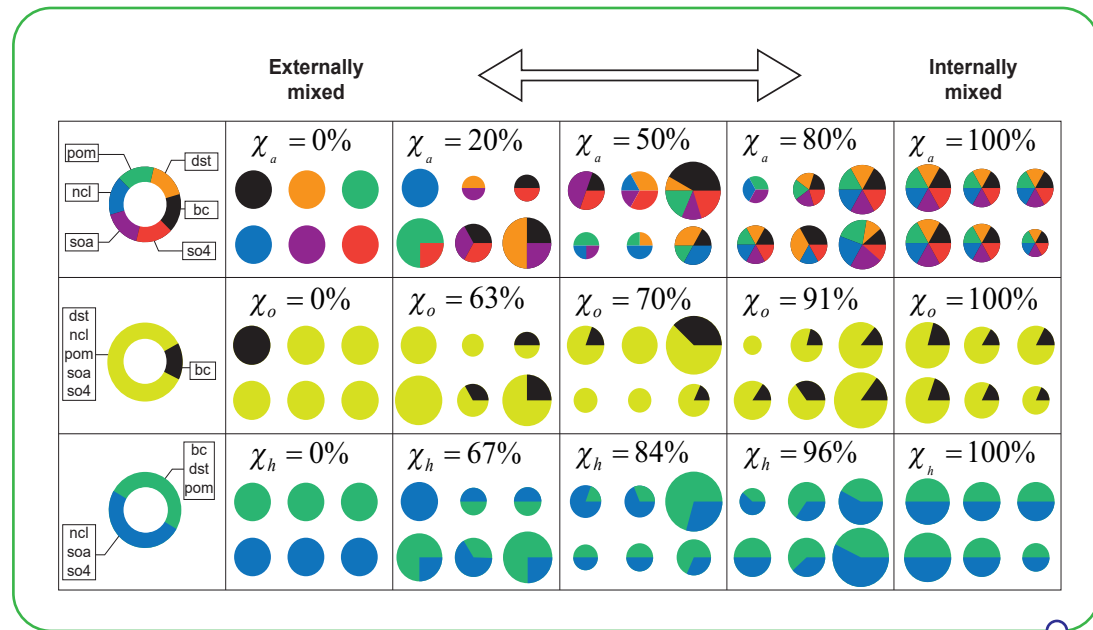 Externally
mixed
Internally
mixed
pom
dst
ncl
bc
soa
so4
χa = 0%
χa = 20%
χa = 50%
χa = 80%
χa = 100%
dst
ncl
pom
soa
so4
bc
χo = 0%
χo = 63%
χo = 70%
χo = 91%
χo = 100%
bc
dst
pom
ncl
soa
so4
χh = 0%
χh = 67%
χh = 84%
χh = 96%
χh = 100%